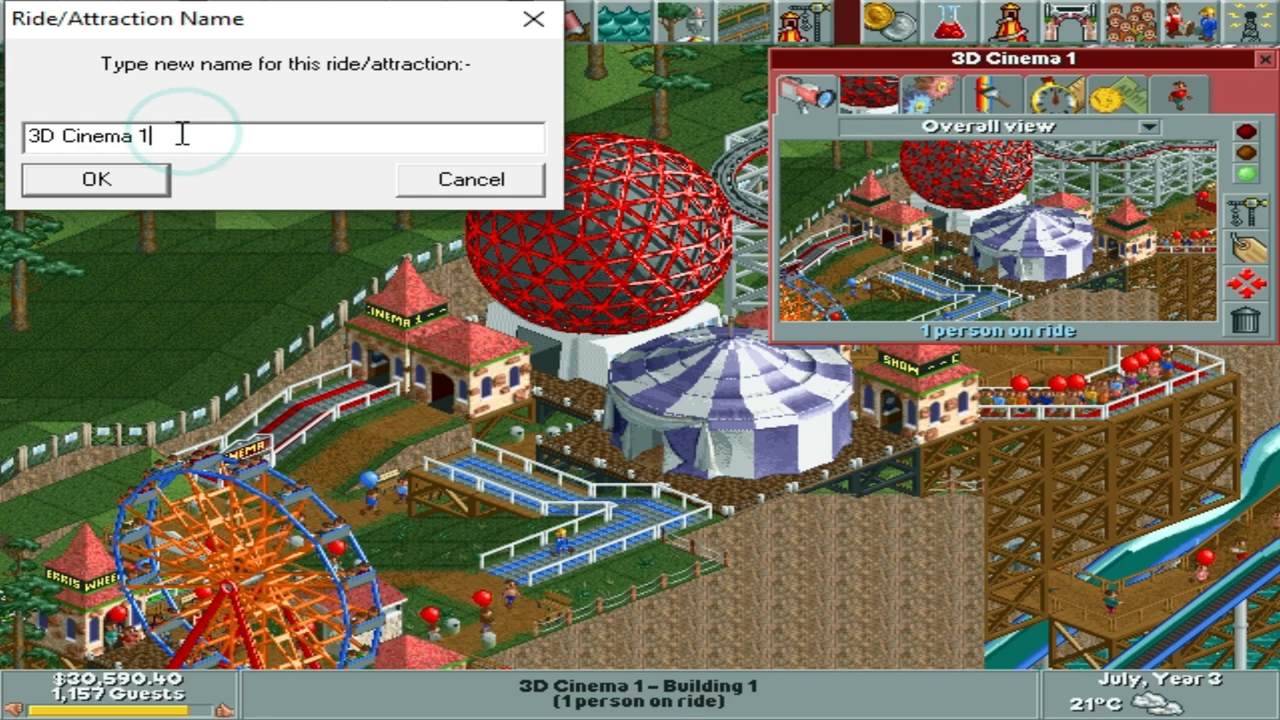 Ride/Attraction Name
Type new name for this ride/attraction:-
3D Cinema 1
OK
Cancel
3D Cinema 1
Overall view
1 person on ride
CINEMA 1 - -
SHOW - - C
NEMA
ERRIS WHEE
$30,590.40
1,157 Guests
3D Cinema 1 - Building 1
(1 person on ride)
July, Year 3
21°C